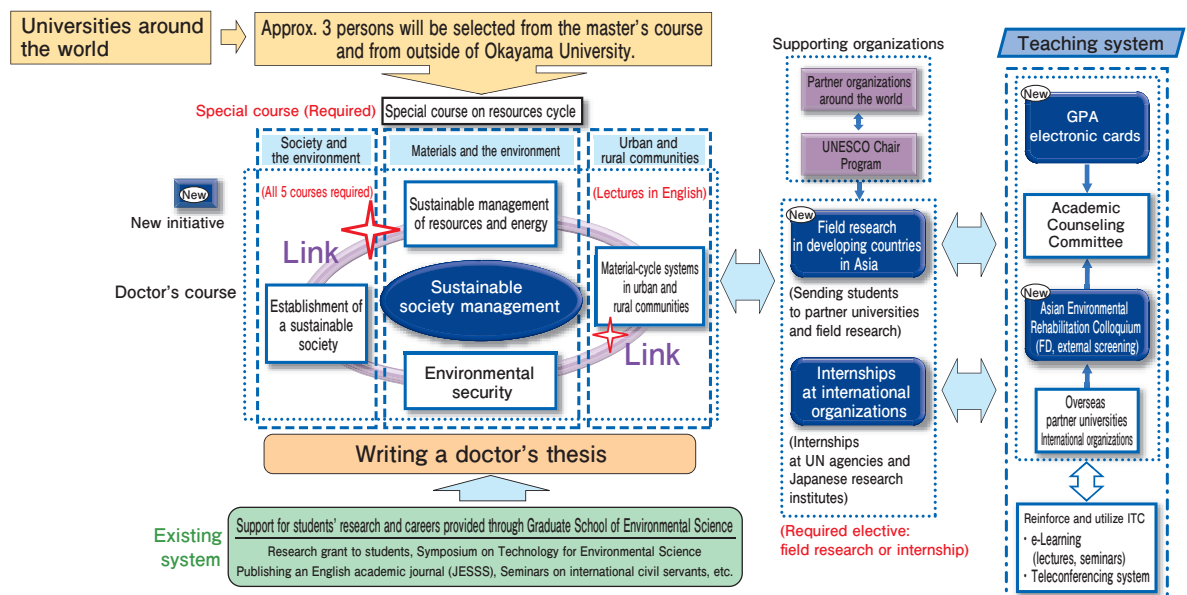 Universities around
the world
Approx. 3 persons will be selected from the master's course
and from outside of Okayama University.
Special course (Required)
Special course on resources cycle
Society and
the environment
Materials and the environment
Urban and
rural communities
New
New initiative
(All 5 courses required)
(Lectures in English)
Sustainable management
of resources and energy
Link
Doctor's course
Establishment of
a sustainable
society
Sustainable
society management
Material-cycle systems
in urban and
rural communities
Link
Environmental
security
Writing a doctor's thesis
Existing
system
Support for students' research and careers provided through Graduate School of Environmental Science
Research grant to students, Symposium on Technology for Environmental Science
Publishing an English academic journal (JESSS), Seminars on international civil servants, etc.
Supporting organizations
Partner organizations
around the world
UNESCO Chair
Program
New
Field research
in developing countries
in Asia
(Sending students
to partner universities
and field research)
Internships
at international
organizations
(Internships
at UN agencies and
Japanese research
institutes)
(Required elective:
field research or internship)
Teaching system
New
GPA
electronic cards
Academic
Counseling
Committee
New
Asian Environmental
Rehabilitation Colloquium
(FD, external screening)
Overseas
partner universities
International organizations
Reinforce and utilize ITC
・e-Learning
(lectures, seminars)
・Teleconferencing system